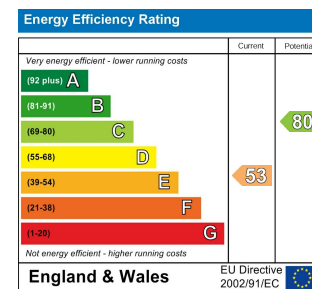 Energy Efficiency Rating
Current Potentia
Very energy efficient - lower running costs
(92 plus) A
(81-91) B
(69-80) C
(55-68) D
(39-54) E
(21-38) F
(1-20) G
80
53
Not energy efficient - higher running costs
England & Wales
EU Directive
2002/91/EC